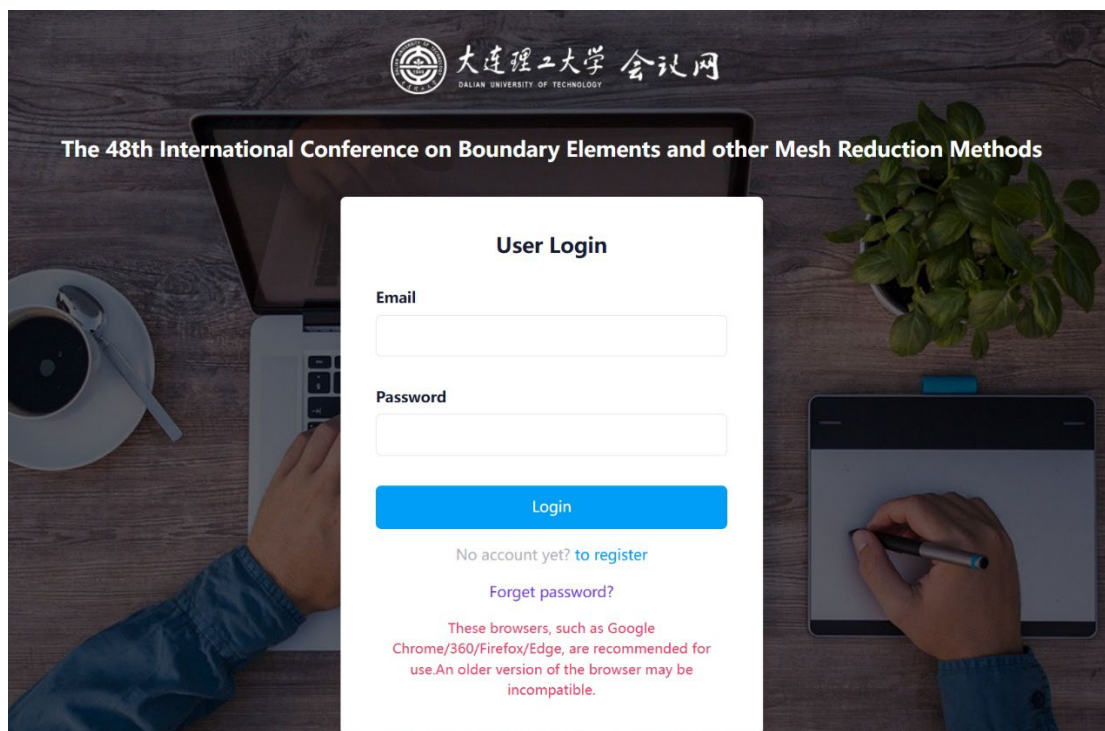 大连理工大学 会议网
DALIAN UNIVERSITY OF TECHNOLOGY
The 48th International Conference on Boundary Elements and other Mesh Reduction Methods
User Login
Email
Password
Login
No account yet? to register
Forget password?
These browsers, such as Google
Chrome/360/Firefox/Edge, are recommended for
use.An older version of the browser may be
incompatible.